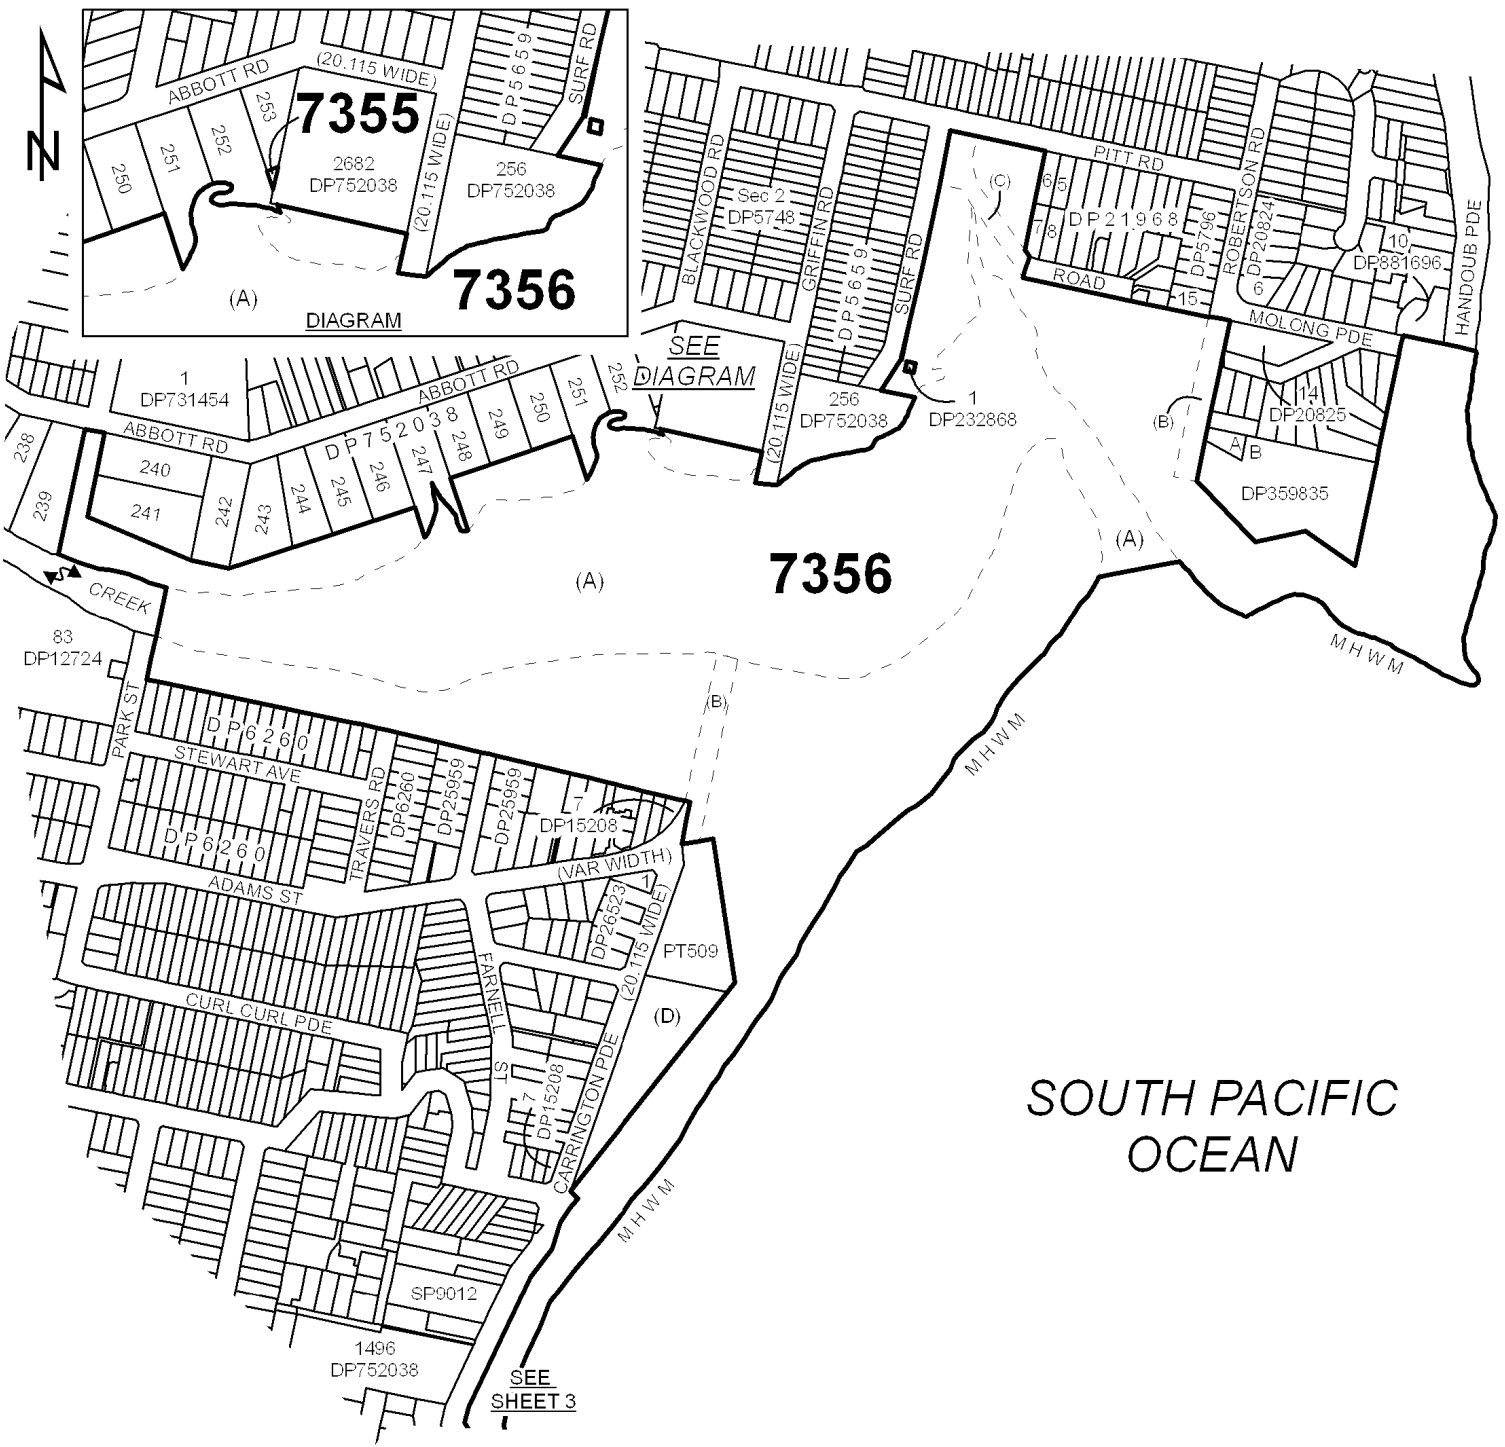 N
ABBOTT RD
(20.115 WIDE)
SURF RD
DP5659
253
7355
252
251
250
2682
DP752038
(20.115 WIDE)
256
DP752038
7356
(A)
DIAGRAM
PITT RD
ROBERTSON RD
HANDOUB PDE
BLACKWOOD RD
Sec 2
DP5748
GRIFFIN RD
DP5659
SURF RD
(C)
6
5
7
8
DP21968
DP5796
DP20824
6
10
DP881696
ROAD
15
MOLONG PDE
SEE
DIAGRAM
(20.115 WIDE)
256
DP752038
1
DP232868
(B)
14
DP20825
A
B
DP359835
1
DP731454
ABBOTT RD
ABBOTT RD
DP752038
238
239
240
241
242
243
244
245
246
247
248
249
250
251
252
(A)
7356
(A)
CREEK
83
DP12724
MHWM
PARK ST
DP6260
STEWART AVE
TRAVERS RD
DP6260
DP25959
DP25959
7
DP15208
(B)
MHWM
DP6260
ADAMS ST
(VAR WIDTH)
1
DP26523
(20.115 WIDE)
PT509
FARNELL ST
CURL CURL PDE
(D)
7
DP15208
CARRINGTON PDE
MHWM
SOUTH PACIFIC
OCEAN
SP9012
1496
DP752038
SEE
SHEET 3